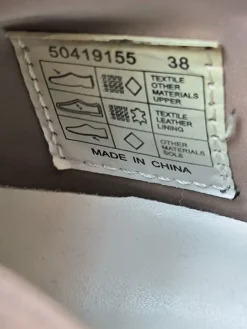 50419155 38
TEXTILE
OTHER
MATERIALS
UPPER
TEXTILE
LEATHER
LINING
OTHER
MATERIALS
SOLE
MADE IN CHINA